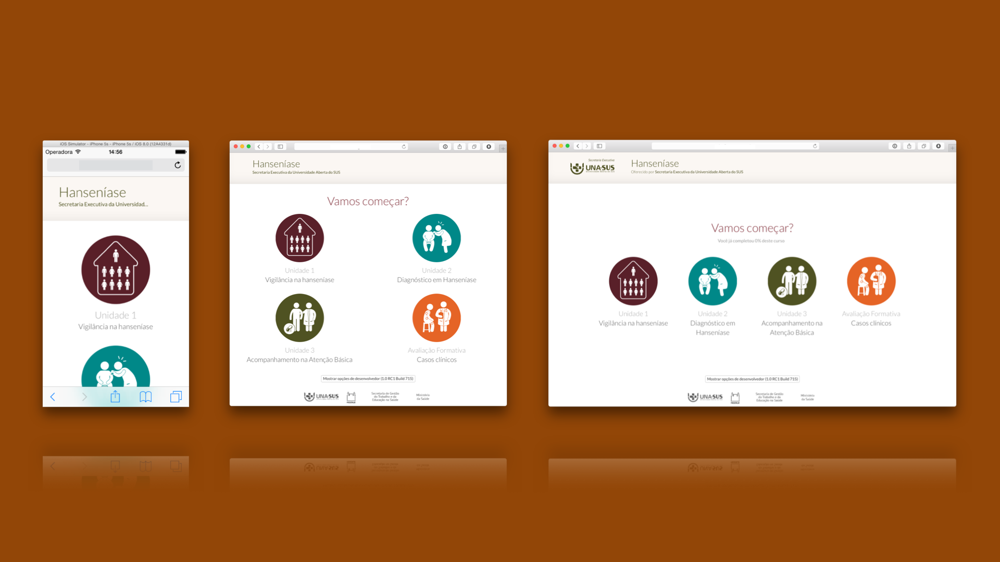 iOS Simulator - iPhone 5s - iPhone 5s / iOS 8.0 (12A4331d)
Operadora
14:56
Hanseníase
Secretaria Executiva da Universidad...
Unidade 1
Vigilância na hanseníase
Hanseníase
Secretaria Executiva da Universidade Aberta do SUS
Vamos começar?
Unidade 1
Vigilância na hanseníase
Unidade 2
Diagnóstico em Hanseníase
Unidade 3
Acompanhamento na Atenção Básica
Avaliação Formativa
Casos clínicos
Mostrar opções de desenvolvedor (1.0 RC1 Build 715)
UNA-SUS
Secretaria de Gestão
do Trabalho e da
Educação na Saúde
Ministério
da Saúde
Secretaria Executiva
UNA-SUS
Universidade Aberta do SUS
Hanseníase
Oferecido por Secretaria Executiva da Universidade Aberta do SUS
Vamos começar?
Você já completou 0% deste curso
Unidade 1
Vigilância na hanseníase
Unidade 2
Diagnóstico em
Hanseníase
Unidade 3
Acompanhamento na
Atenção Básica
Avaliação Formativa
Casos clínicos
Mostrar opções de desenvolvedor (1.0 RC1 Build 715)
UNA-SUS
Secretaria de Gestão
do Trabalho e da
Educação na Saúde
Ministério
da Saúde